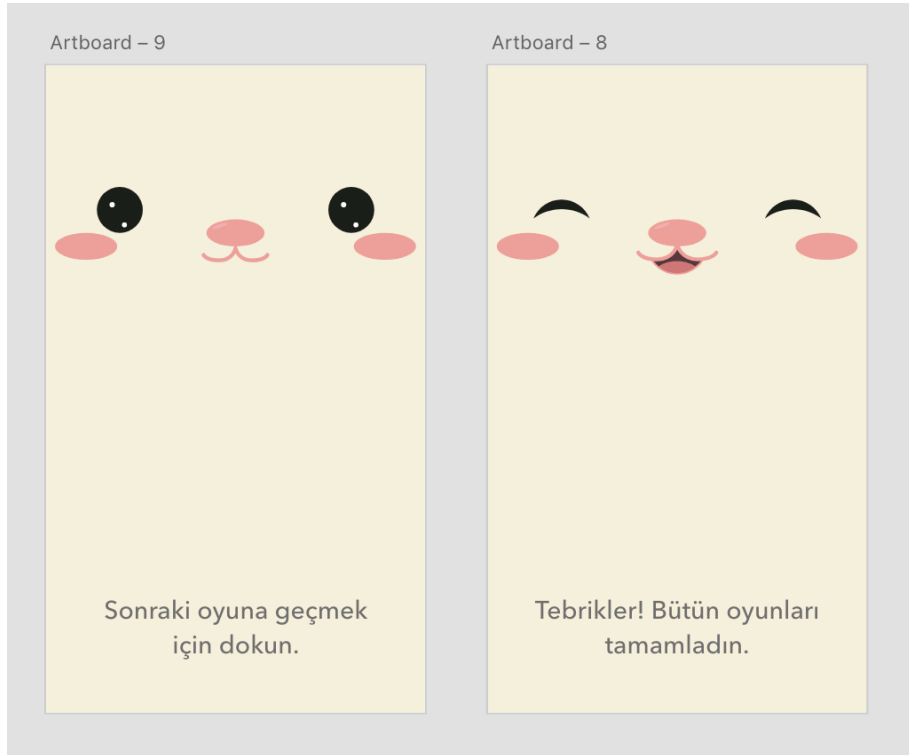 Artboard – 9
Sonraki oyuna geçmek
için dokun.
Artboard – 8
Tebrikler! Bütün oyunları
tamamladın.